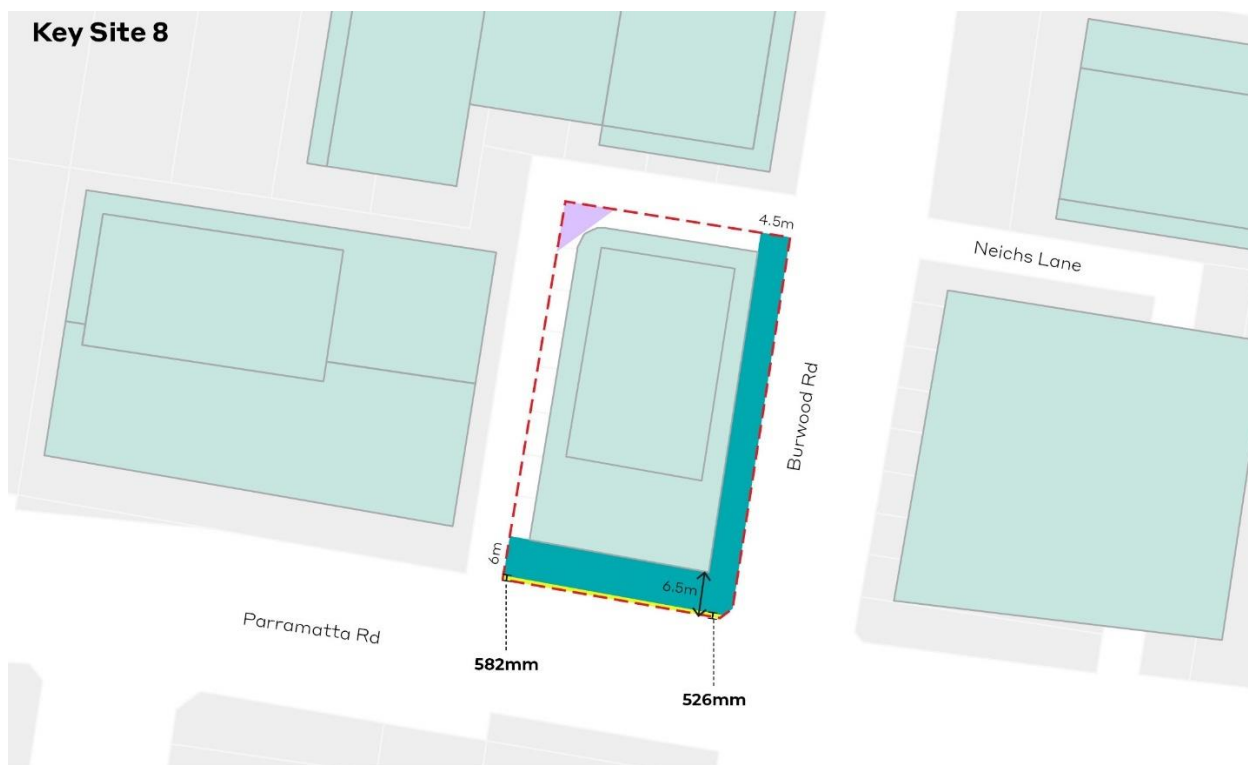 Key Site 8
4.5m
Neichs Lane
Burwood Rd
6m
6.5m
Parramatta Rd
582mm
526mm